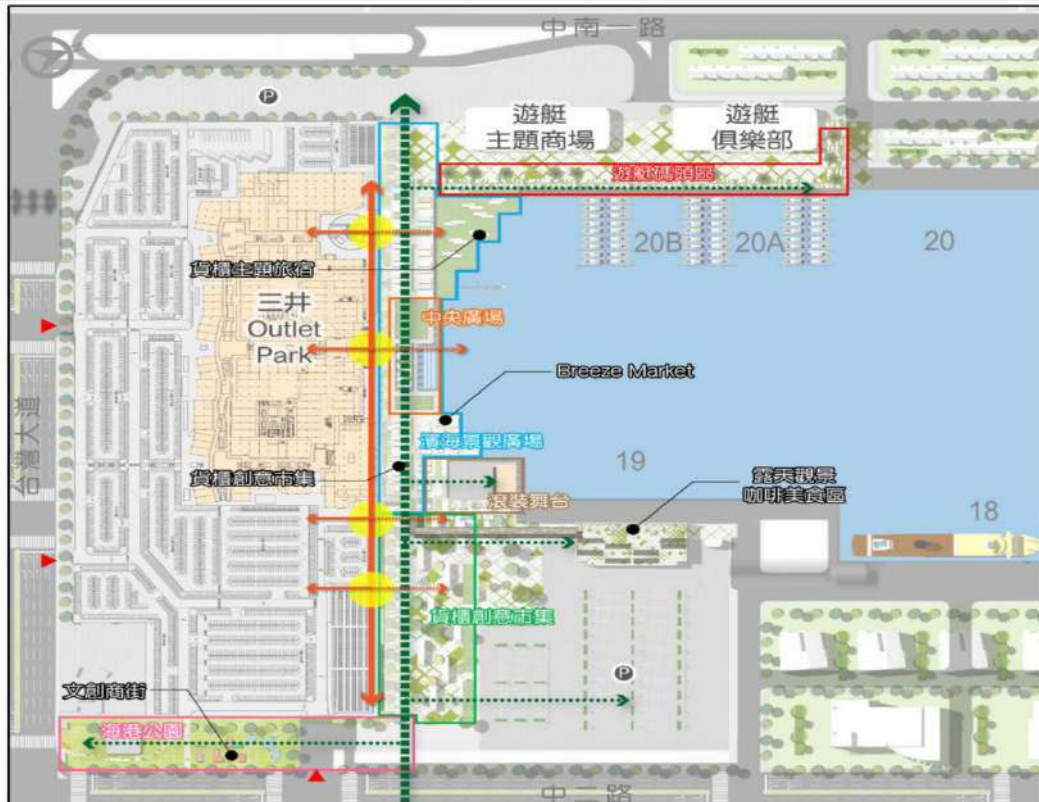 中南一路
P
遊艇
主題商場
遊艇
俱樂部
遊艇碼頭區
20B
20A
20
貨櫃主題旅宿
三井
Outlet
Park
中央廣場
Breeze Market
台灣大道
濱海景觀廣場
貨櫃創意市集
19
滾裝舞台
露天觀景
咖啡美食區
18
貨櫃創意市集
P
文創商街
海港公園
中二路